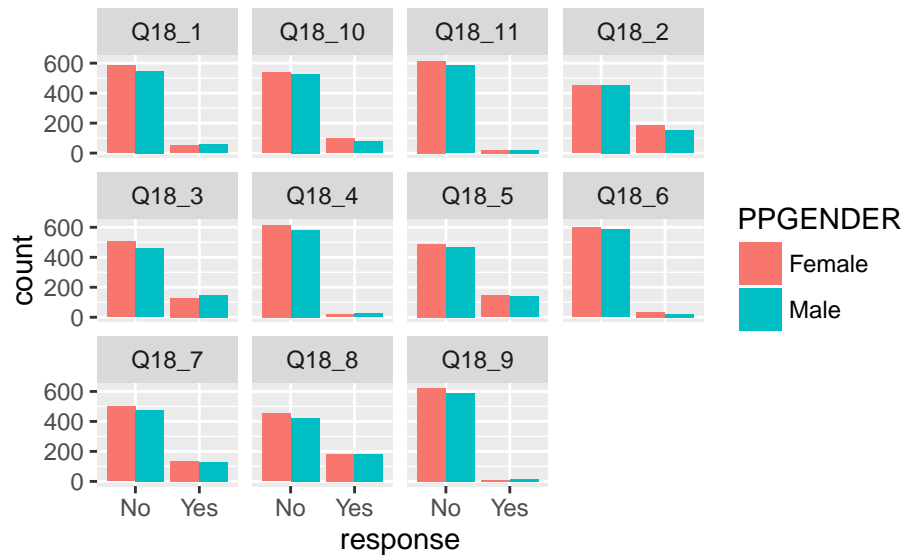 Q18_1 Q18_10 Q18_11 Q18_2
600
400
200
0
Q18_3 Q18_4 Q18_5 Q18_6
600
400
200
0
Q18_7 Q18_8 Q18_9
600
400
200
0
No Yes No Yes No Yes
response
count
PPGENDER
Female
Male